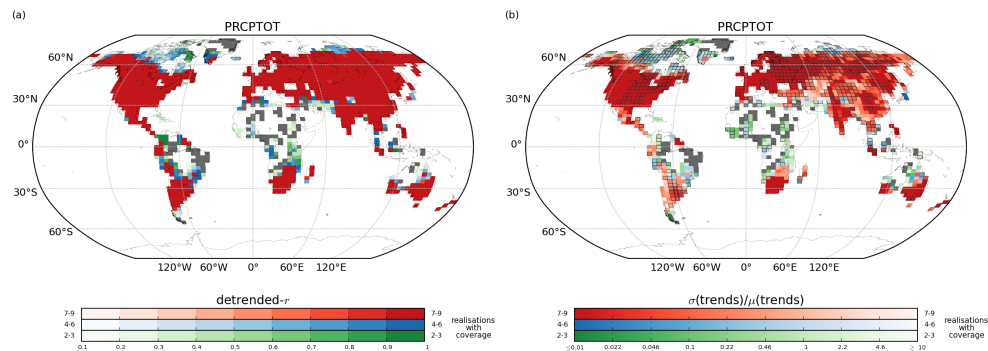 (a)
PRCPTOT
60°N
30°N
0°
30°S
60°S
120°W 60°W 0° 60°E 120°E
detrended-r
7-9 7-9
4-6 4-6
2-3 2-3
realisations
with
coverage
0.1 0.2 0.3 0.4 0.5 0.6 0.7 0.8 0.9 1
(b)
PRCPTOT
60°N
30°N
0°
30°S
60°S
120°W 60°W 0° 60°E 120°E
σ(trends)/μ(trends)
7-9 7-9
4-6 4-6
2-3 2-3
realisations
with
coverage
≤0.01 0.022 0.046 0.1 0.22 0.46 1 2.2 4.6 ≥ 10